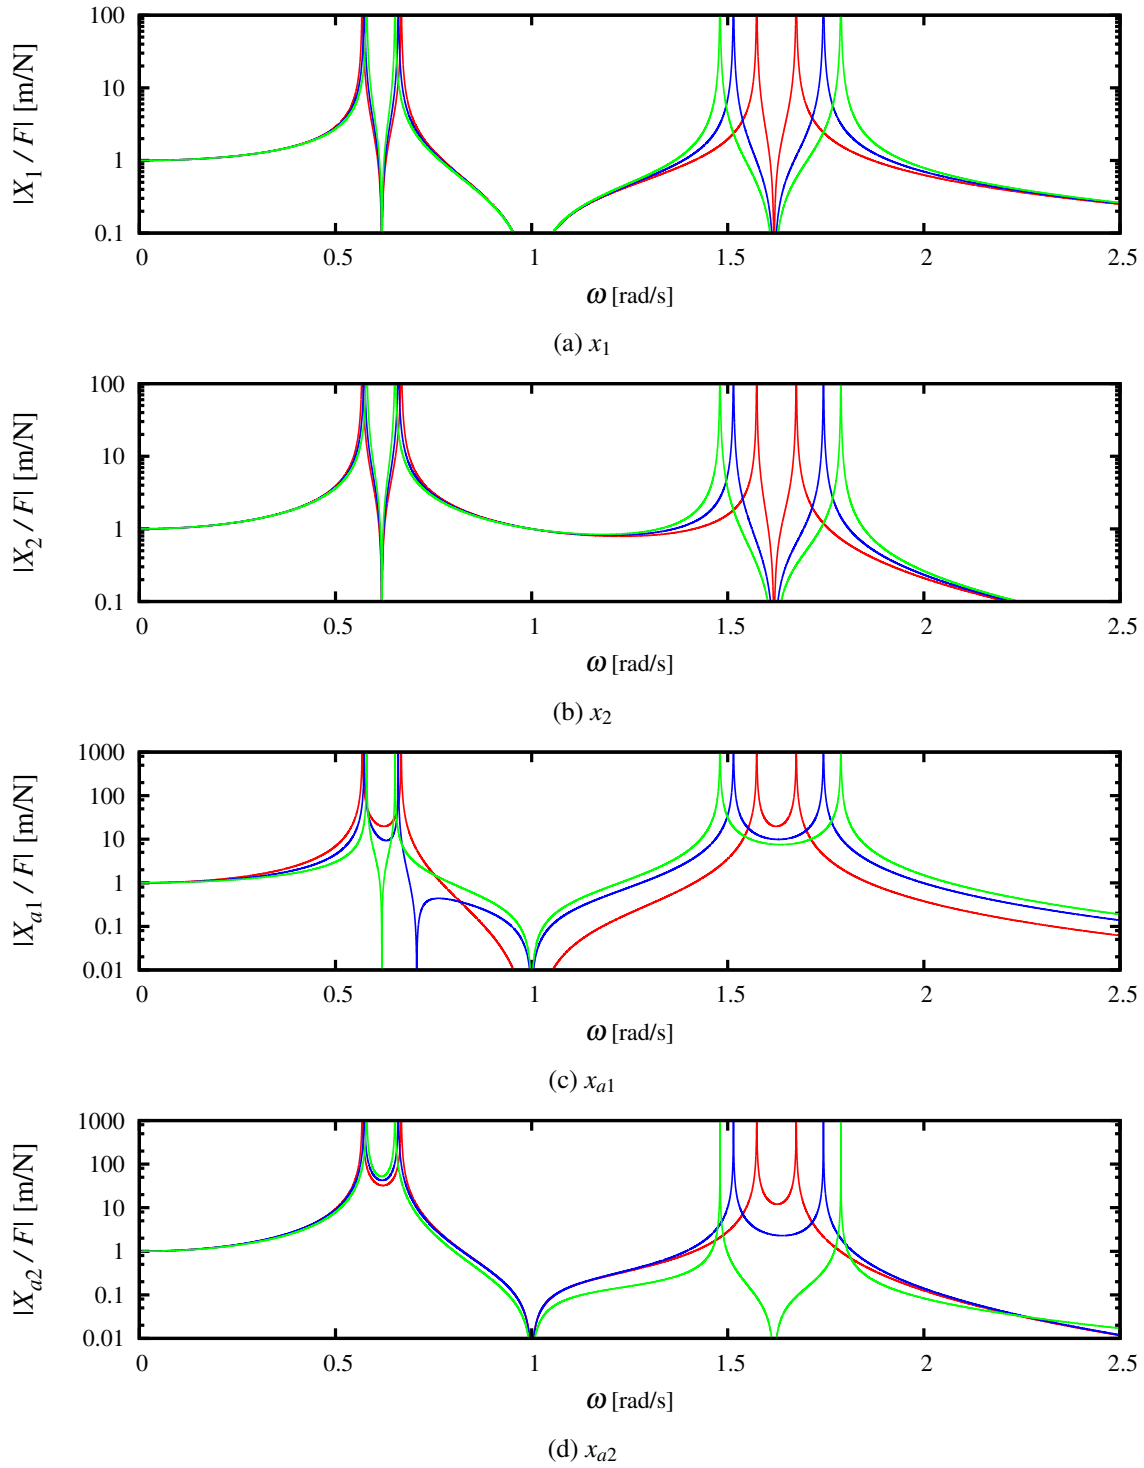 100
10
1
0.1
|X1 / F| [m/N]
0 0.5 1 1.5 2 2.5
ω [rad/s]
(a) x1
100
10
1
0.1
|X2 / F| [m/N]
0 0.5 1 1.5 2 2.5
ω [rad/s]
(b) x2
1000
100
10
1
0.1
0.01
|Xa1 / F| [m/N]
0 0.5 1 1.5 2 2.5
ω [rad/s]
(c) xa1
1000
100
10
1
0.1
0.01
|Xa2 / F| [m/N]
0 0.5 1 1.5 2 2.5
ω [rad/s]
(d) xa2